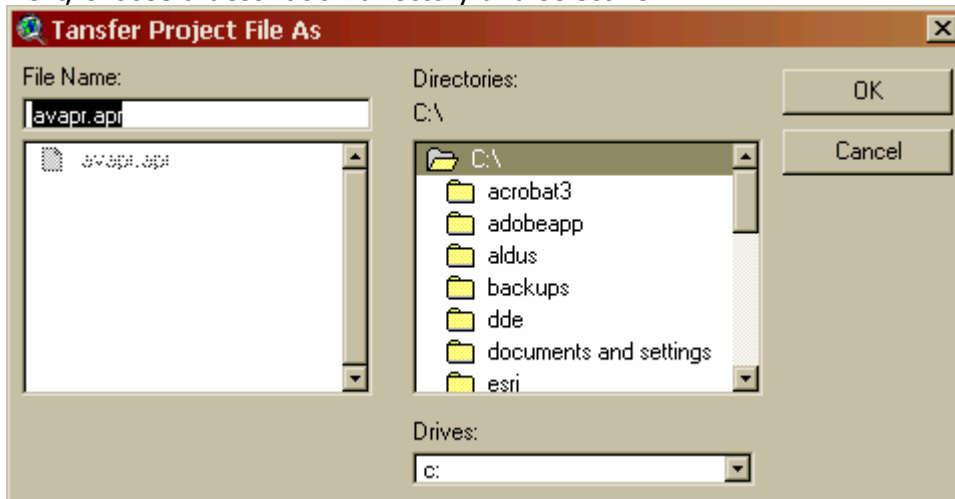 Tansfer Project File As
File Name:
avapr.apr
avapr.apr
Directories:
C:\
C:\
acrobat3
adobeapp
aldus
backups
dde
documents and settings
esri
Drives:
c:
OK
Cancel